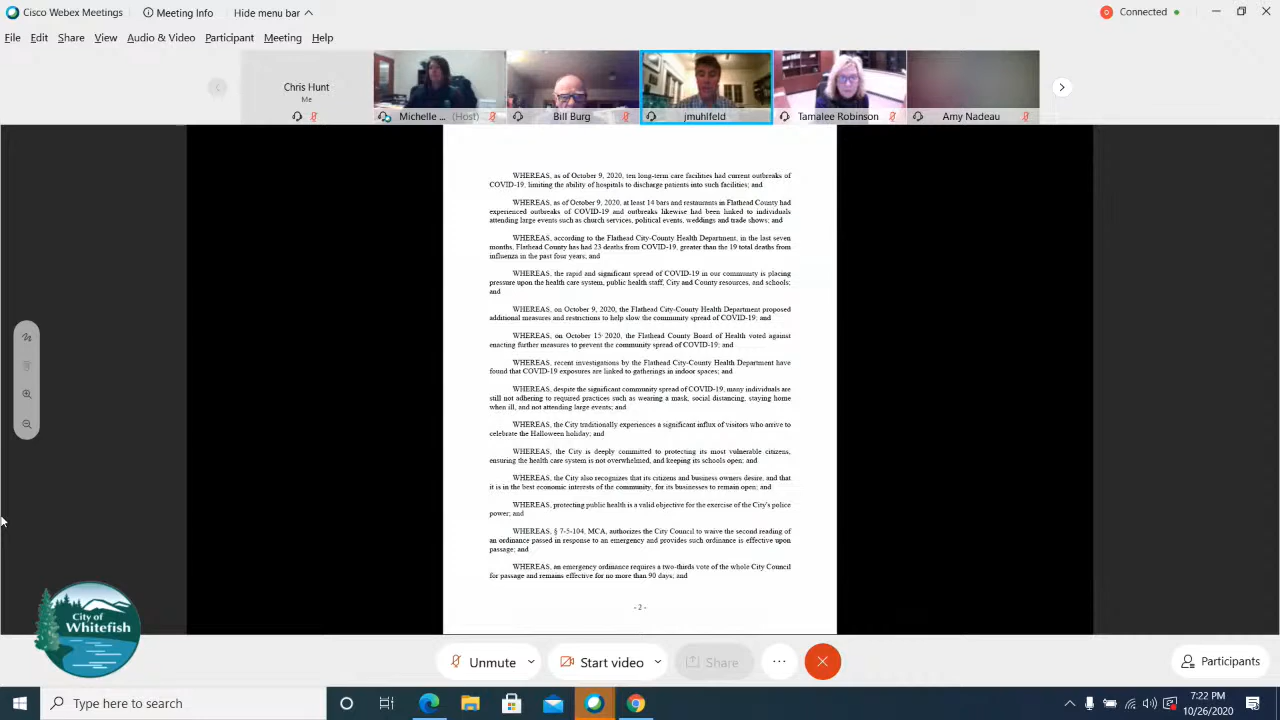 Cisco Webex Meetings
Meeting Info
Hide menu bar
Connected
File Edit Share View Audio & Video Participant Meeting Help
Chris Hunt
Me
Michelle ... (Host)
Bill Burg
jmuhlfeld
Tamalee Robinson
Amy Nadeau
WHEREAS, as of October 9, 2020, ten long-term care facilities had current outbreaks of
COVID-19, limiting the ability of hospitals to discharge patients into such facilities; and
WHEREAS, as of October 9, 2020, at least 14 bars and restaurants in Flathead County had
experienced outbreaks of COVID-19 and outbreaks likewise had been linked to individuals
attending large events such as church services, political events, weddings and trade shows; and
WHEREAS, according to the Flathead City-County Health Department, in the last seven
months, Flathead County has had 23 deaths from COVID-19, greater than the 19 total deaths from
influenza in the past four years; and
WHEREAS, the rapid and significant spread of COVID-19 in our community is placing
pressure upon the health care system, public health staff, City and County resources, and schools;
and
WHEREAS, on October 9, 2020, the Flathead City-County Health Department proposed
additional measures and restrictions to help slow the community spread of COVID-19; and
WHEREAS, on October 15, 2020, the Flathead County Board of Health voted against
enacting further measures to prevent the community spread of COVID-19; and
WHEREAS, recent investigations by the Flathead City-County Health Department have
found that COVID-19 exposures are linked to gatherings in indoor spaces; and
WHEREAS, despite the significant community spread of COVID-19, many individuals are
still not adhering to required practices such as wearing a mask, social distancing, staying home
when ill, and not attending large events; and
WHEREAS, the City traditionally experiences a significant influx of visitors who arrive to
celebrate the Halloween holiday; and
WHEREAS, the City is deeply committed to protecting its most vulnerable citizens,
ensuring the health care system is not overwhelmed, and keeping its schools open; and
WHEREAS, the City also recognizes that its citizens and business owners desire, and that
it is in the best economic interests of the community, for its businesses to remain open; and
WHEREAS, protecting public health is a valid objective for the exercise of the City's police
power; and
WHEREAS, § 7-5-104, MCA, authorizes the City Council to waive the second reading of
an ordinance passed in response to an emergency and provides such ordinance is effective upon
passage; and
WHEREAS, an emergency ordinance requires a two-thirds vote of the whole City Council
for passage and remains effective for no more than 90 days; and
- 2 -
City of
Whitefish
Unmute
Start video
Share
Participants
Type here to search
7:22 PM
10/26/2020